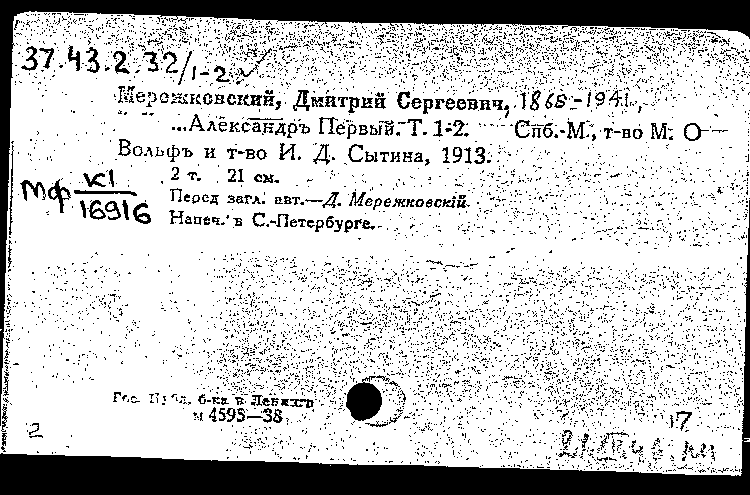 37.43.2.32/1-2
Мережковский, Дмитрий Сергеевич, 1865-1941,
...Александръ Первый. Т. 1-2. Спб.-М., т-во М. О
Вольфъ и т-во И. Д. Сытина, 1913.
2 т. 21 см.
Перед загл. авт.—Д. Мережковскій.
Напеч. в С.-Петербурге.
Мф к1/16916
Гос. Публ. б-ка в Ленингр
м 4595—38
17
2